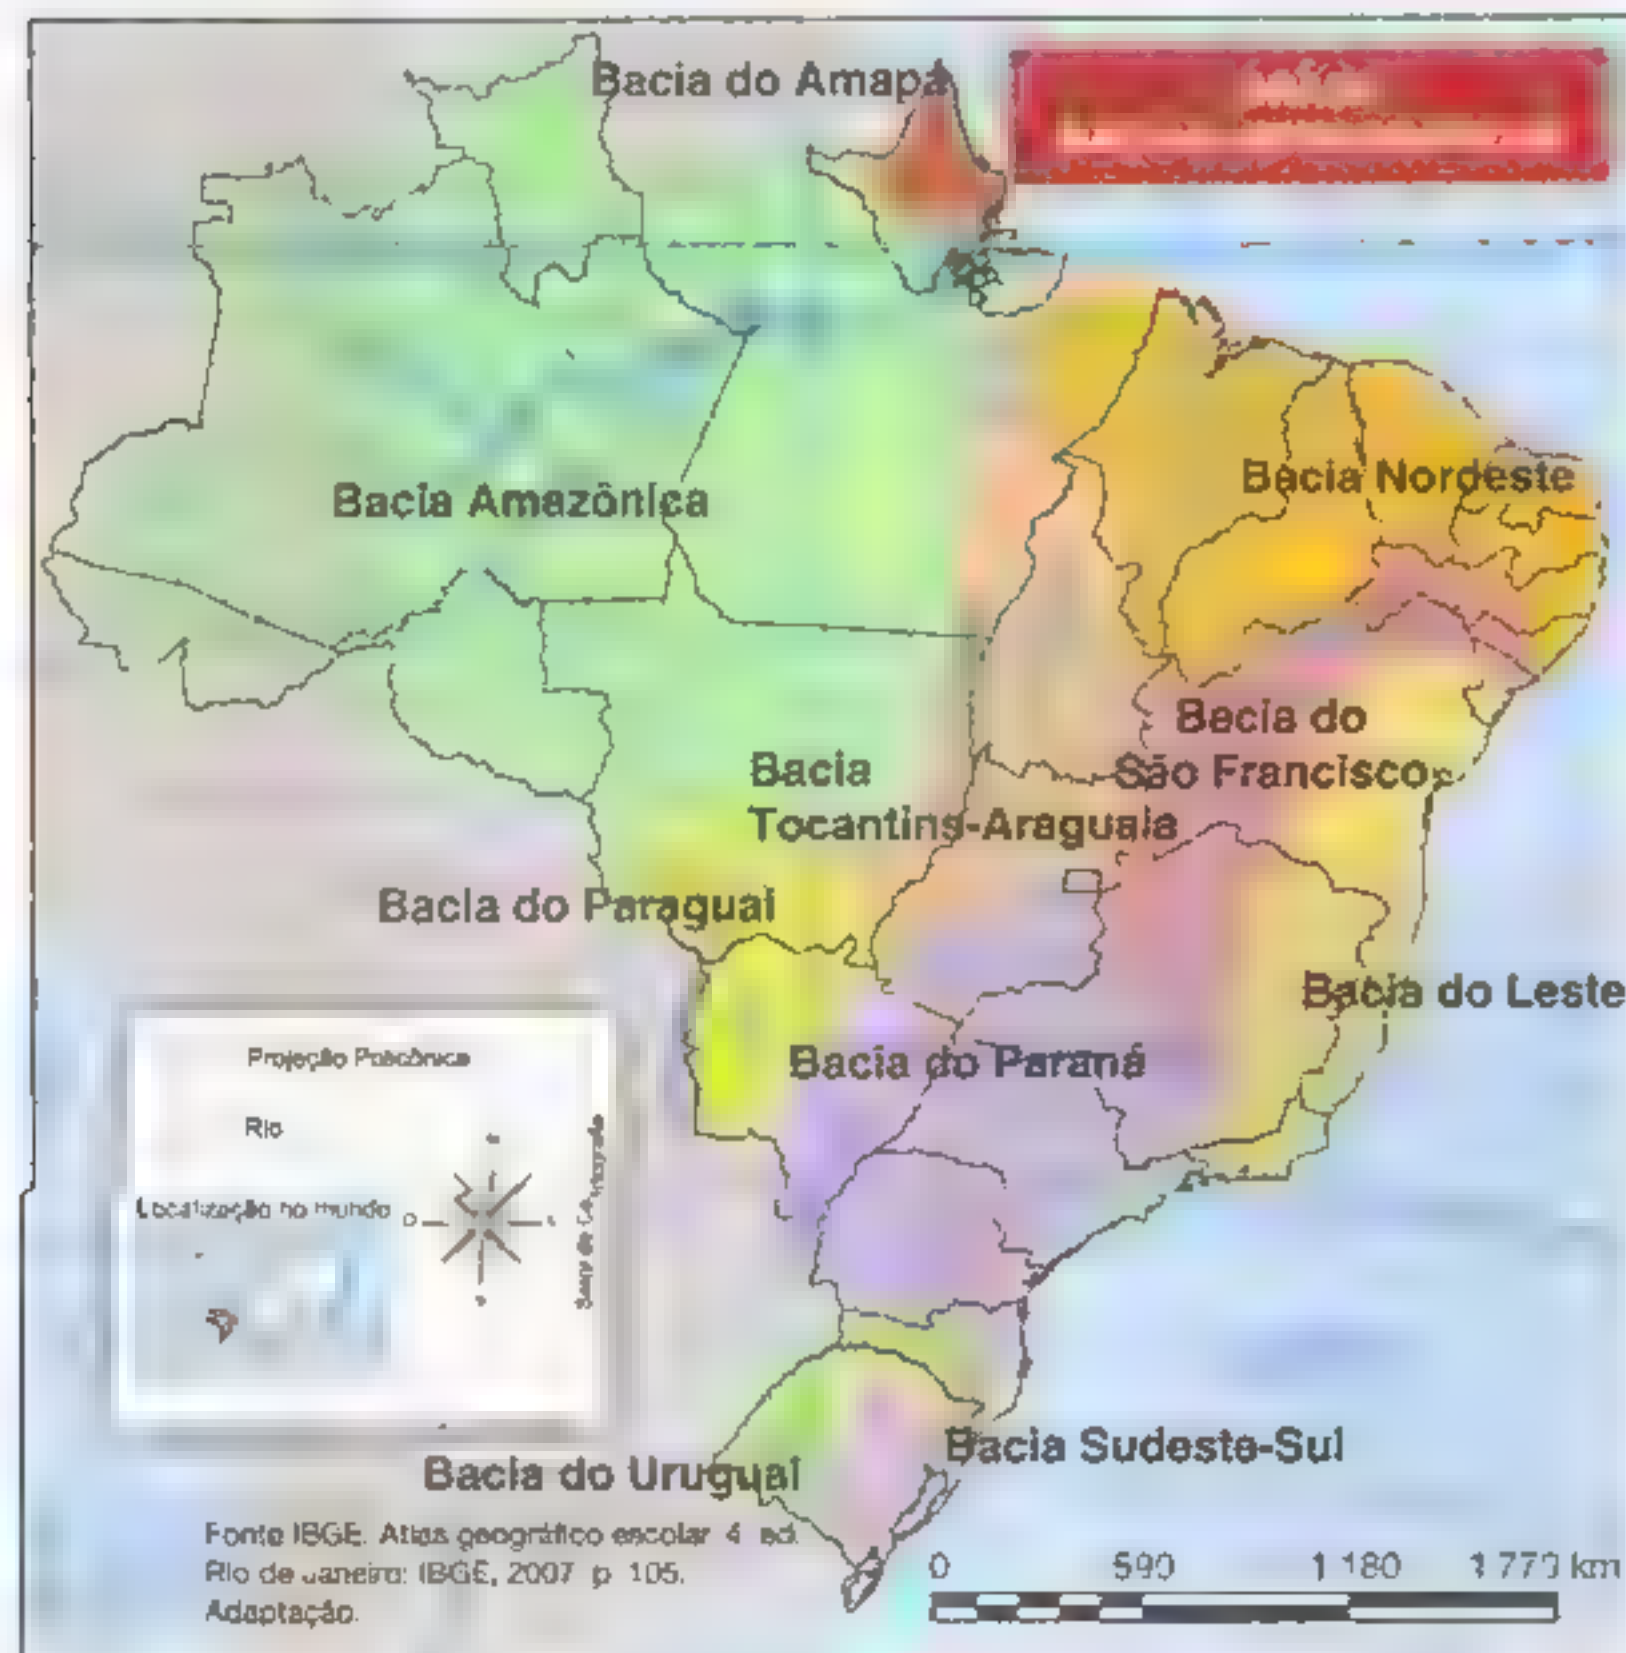 Bacia do Amapá
Bacia Nordeste
Bacia Amazônica
Bacia do
São Francisco
Bacia
Tocantins-Araguaia
Bacia do Paraguai
Bacia do Leste
Bacia do Paraná
Projeção Policônica
Rio
Localização no mundo
O
Bacia Sudeste-Sul
Bacia do Uruguai
Fonte IBGE. Atlas geográfico escolar 4 ed.
Rio de Janeiro: IBGE, 2007 p 105.
Adaptação.
0 590 1 180 1 770 km